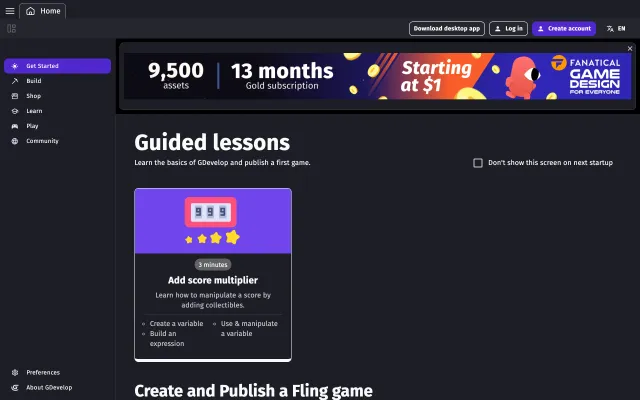 Home
Download desktop app
Log in
Create account
EN
Get Started
Build
Shop
Learn
Play
Community
Preferences
About GDevelop
9,500
assets
13 months
Gold subscription
Starting
at $1
FANATICAL
GAME
DESIGN
FOR EVERYONE
Guided lessons
Learn the basics of GDevelop and publish a first game.
Don't show this screen on next startup
9 9 9
3 minutes
Add score multiplier
Learn how to manipulate a score by
adding collectibles.
Create a variable
Build an
expression
Use & manipulate
a variable
Create and Publish a Fling game